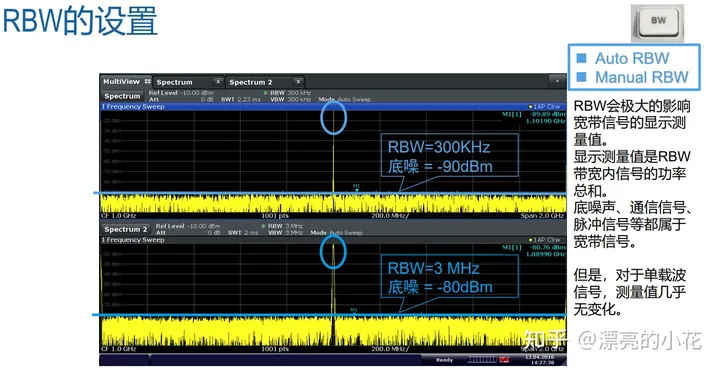 RBW的设置
BW
Auto RBW
Manual RBW
MultiView
Spectrum
Spectrum 2
Spectrum
Ref Level -10.00 dBm
RBW 300 kHz
Att 0 dB SWT 2.23 ms
VBW 300 kHz Mode Auto Sweep
1 Frequency Sweep
1AP Clrw
M1[1] -89.89 dBm
1.10190 GHz
RBW=300KHz
底噪 = -90dBm
M1
CF 1.0 GHz
1001 pts
200.0 MHz/
Span 2.0 GHz
Spectrum 2
Ref Level -10.00 dBm
RBW 3 MHz
Att 0 dB SWT 2 ms
VBW 3 MHz Mode Auto Sweep
1 Frequency Sweep
1AP Clrw
M1[1] -80.76 dBm
1.08990 GHz
RBW=3 MHz
底噪 = -80dBm
CF 1.0 GHz
1001 pts
200.0 MHz/
Span 2.0 GHz
Ready
12.04.2016
14:27:38
RBW会极大的影响
宽带信号的显示测
量值。
显示测量值是RBW
带宽内信号的功率
总和。
底噪声、通信信号、
脉冲信号等都属于
宽带信号。
但是，对于单载波
信号，测量值几乎
无变化。
知乎 @漂亮的小花